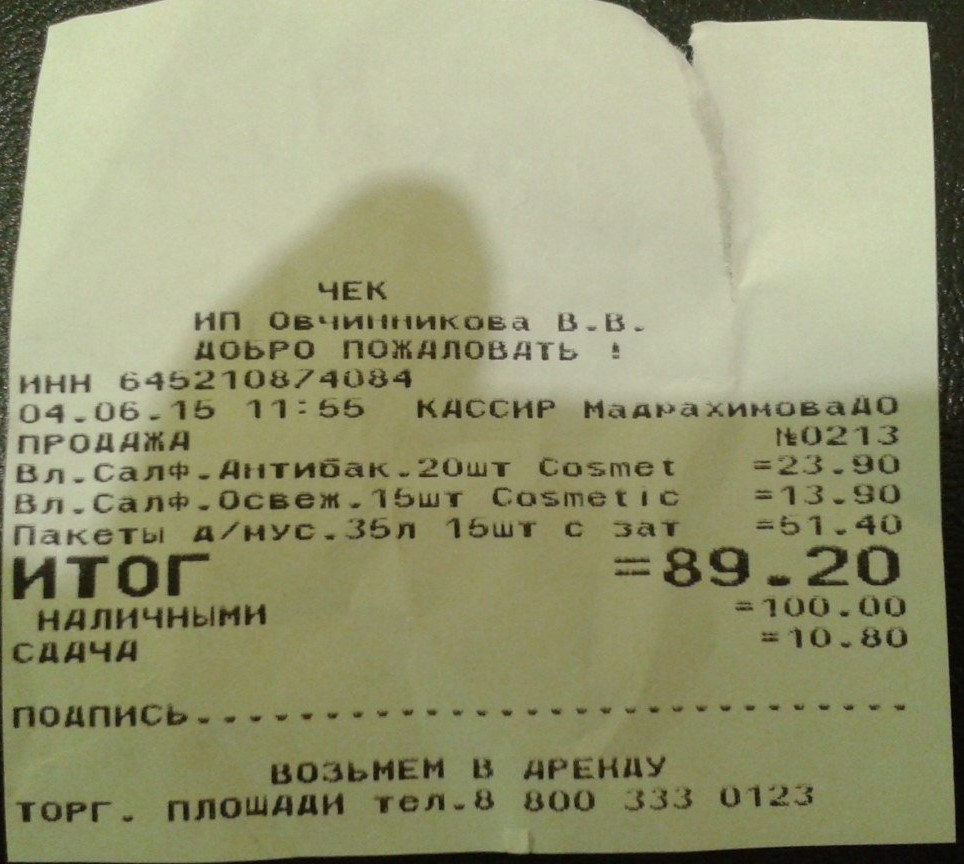 ЧЕК
ИП Овчинникова В.В.
ДОБРО ПОЖАЛОВАТЬ !
ИНН 645210874084
04.06.15 11:55 КАССИР МадрахимоваДО
ПРОДАЖА №0213
Вл.Салф.Антибак.20шт Cosmet =23.90
Вл.Салф.Освеж.15шт Cosmetic =13.90
Пакеты д/мус.35л 15шт с зат =51.40
ИТОГ =89.20
НАЛИЧНЫМИ =100.00
СДАЧА =10.80
ПОДПИСЬ..............................
ВОЗЬМЕМ В АРЕНДУ
ТОРГ. ПЛОЩАДИ тел.8 800 333 0123